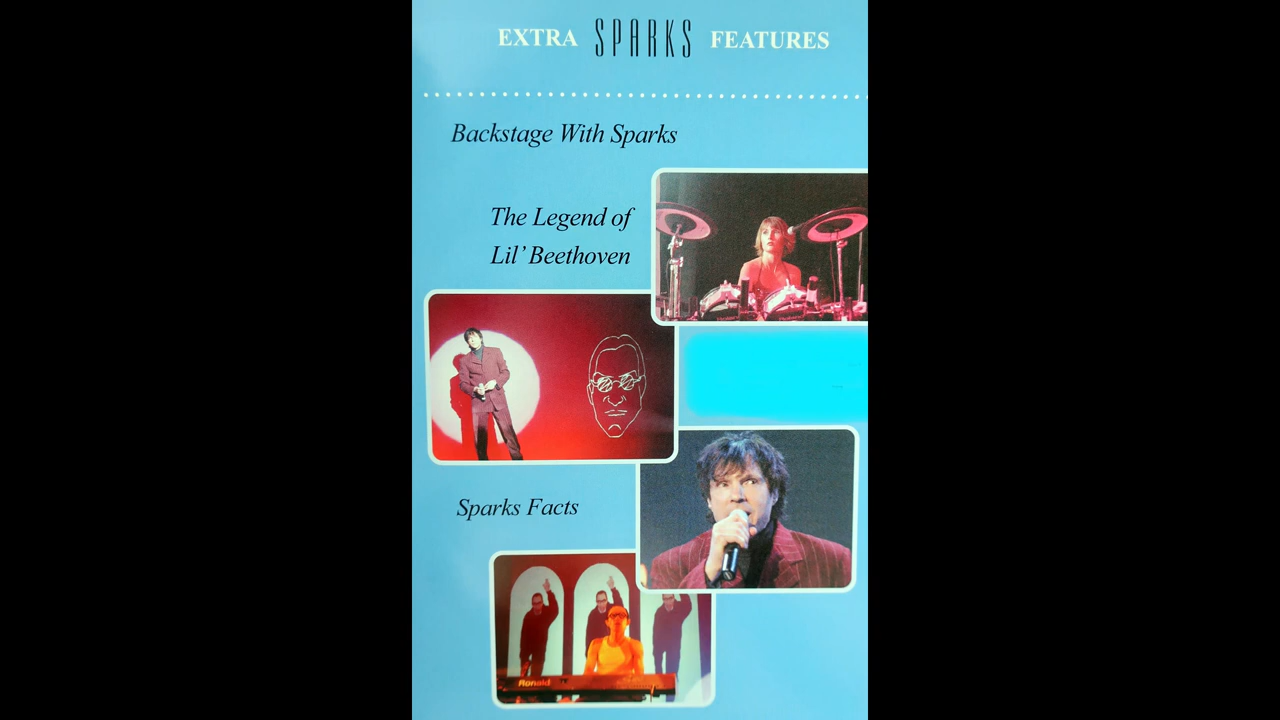 EXTRA SPARKS FEATURES
Backstage With Sparks
The Legend of
Lil' Beethoven
Sparks Facts
Ronald